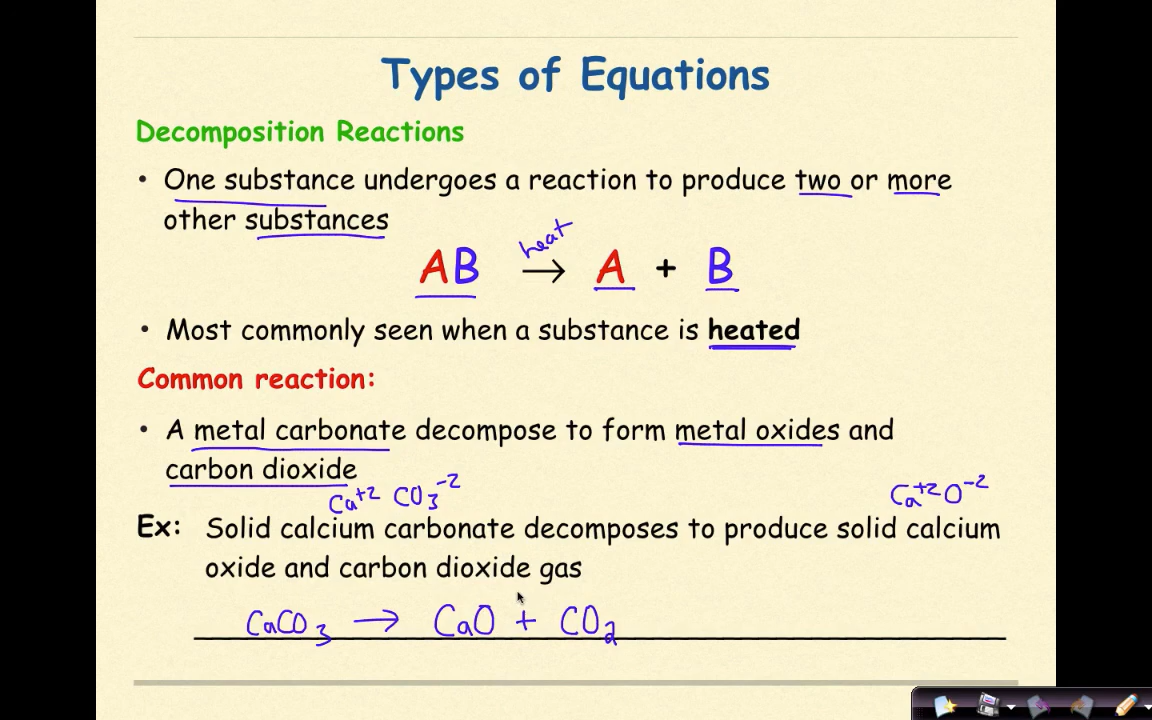 Types of Equations
Decomposition Reactions
• One substance undergoes a reaction to produce two or more
other substances
heat
AB → A + B
• Most commonly seen when a substance is heated
Common reaction:
• A metal carbonate decompose to form metal oxides and
carbon dioxide
Ca⁺² CO₃⁻² Ca⁺² O⁻²
Ex: Solid calcium carbonate decomposes to produce solid calcium
oxide and carbon dioxide gas
CaCO₃ → CaO + CO₂